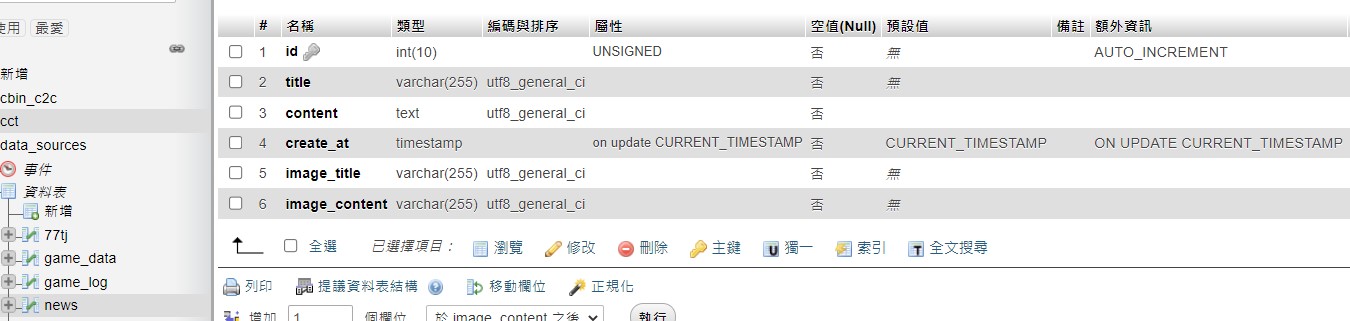 使用 最愛
新增
cbin_c2c
cct
data_sources
事件
資料表
新增
77tj
game_data
game_log
news
# 名稱 類型 編碼與排序 屬性 空值(Null) 預設值 備註 額外資訊
1 id int(10) UNSIGNED 否 無 AUTO_INCREMENT
2 title varchar(255) utf8_general_ci 否 無
3 content text utf8_general_ci 否
4 create_at timestamp on update CURRENT_TIMESTAMP 否 CURRENT_TIMESTAMP ON UPDATE CURRENT_TIMESTAMP
5 image_title varchar(255) utf8_general_ci 否 無
6 image_content varchar(255) utf8_general_ci 否 無
全選 已選擇項目： 瀏覽 修改 刪除 主鍵 U 獨一 索引 T 全文搜尋
列印 提議資料表結構 移動欄位 正規化
增加 1 個欄位 於 image_content 之後 執行